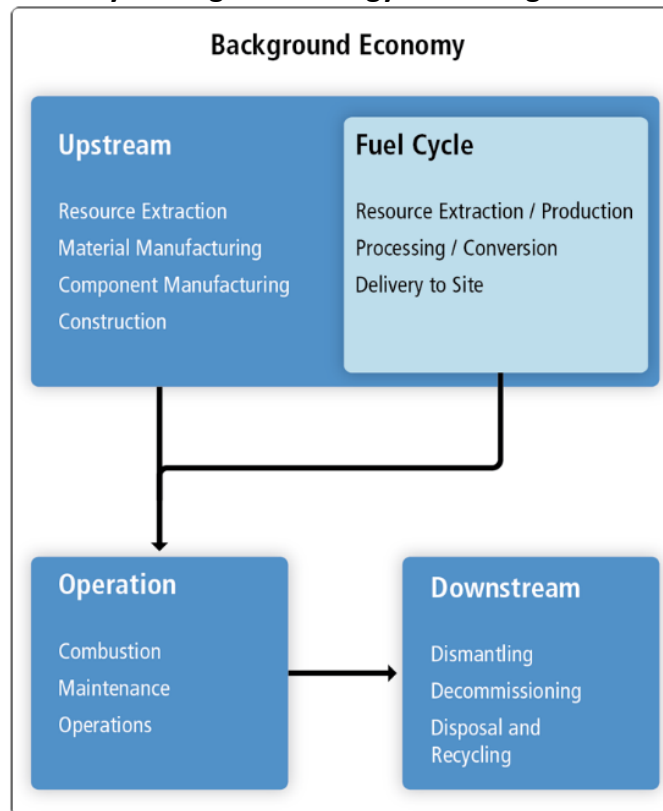 Background Economy
Upstream
Resource Extraction
Material Manufacturing
Component Manufacturing
Construction
Fuel Cycle
Resource Extraction / Production
Processing / Conversion
Delivery to Site
Operation
Combustion
Maintenance
Operations
Downstream
Dismantling
Decommissioning
Disposal and
Recycling